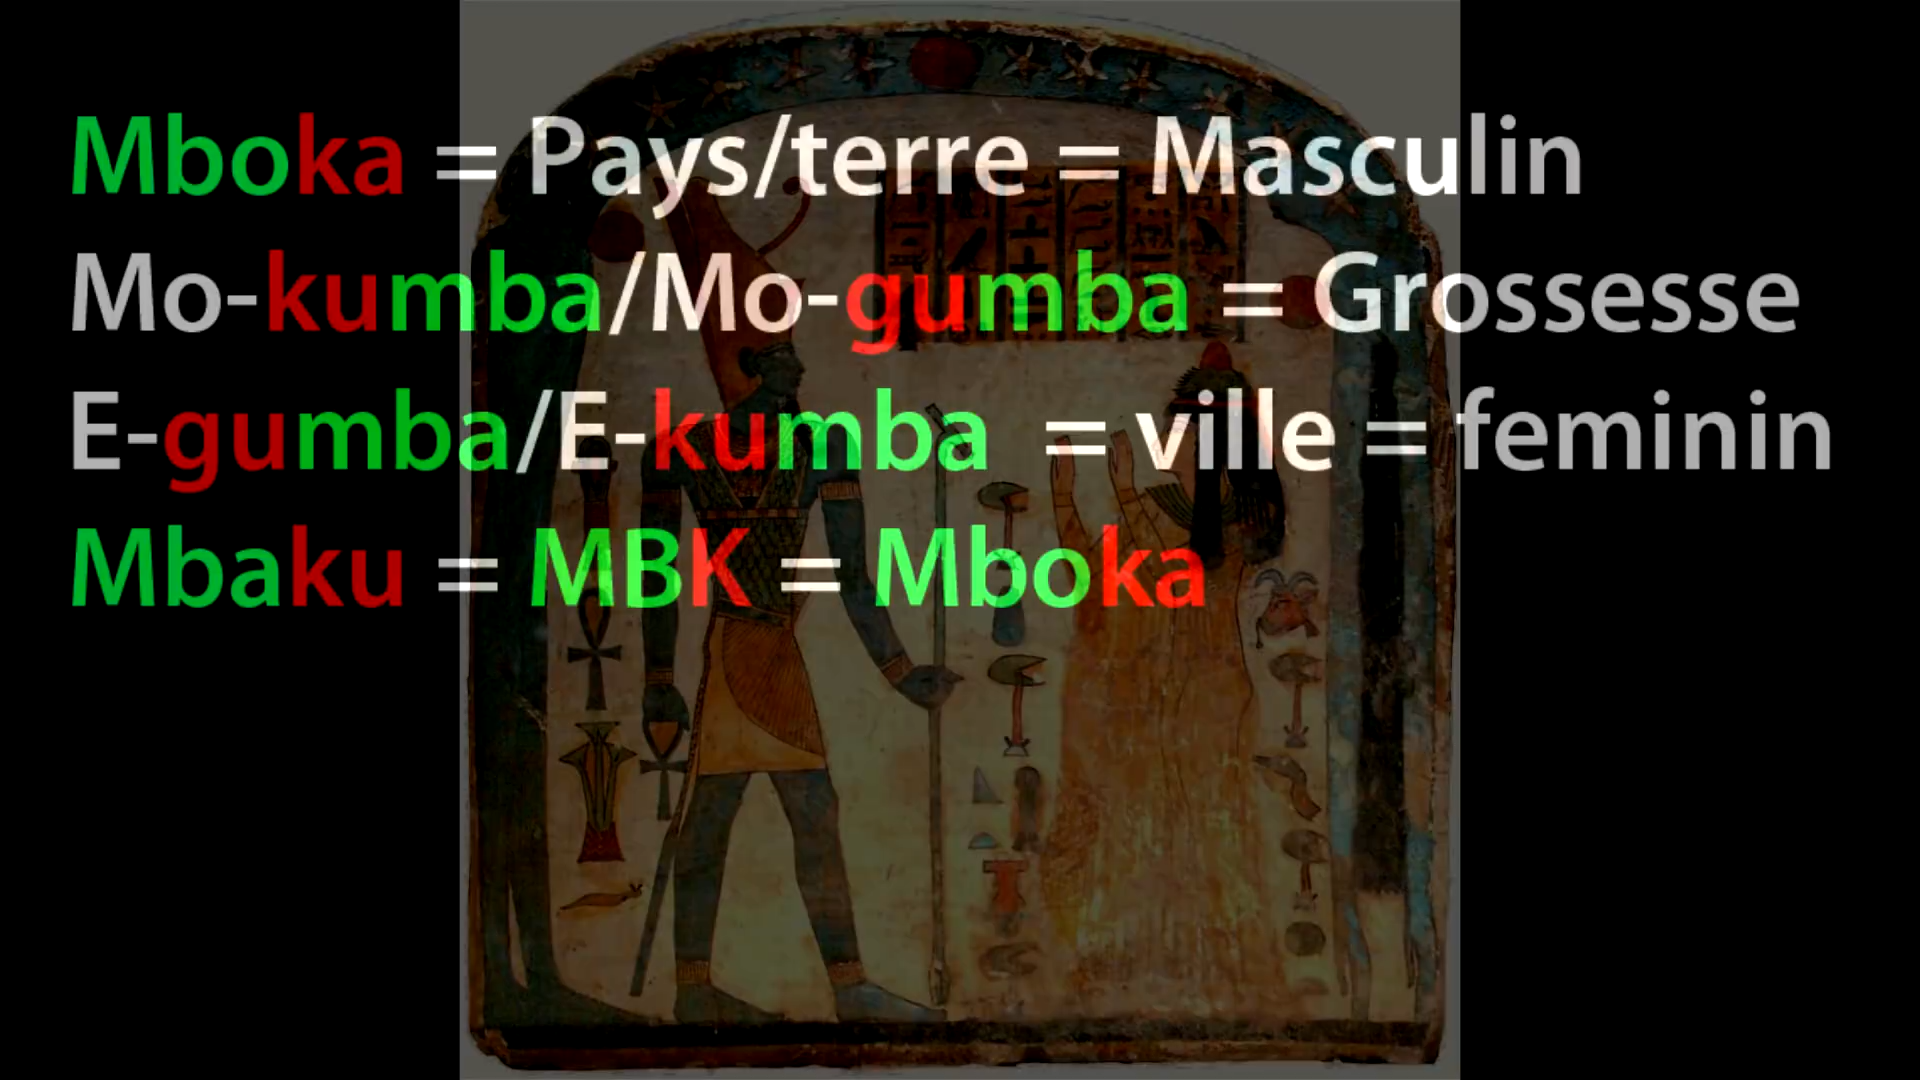 Mboka = Pays/terre = Masculin
Mo-kumba/Mo-gumba = Grossesse
E-gumba/E-kumba = ville = feminin
Mbaku = MBK = Mboka